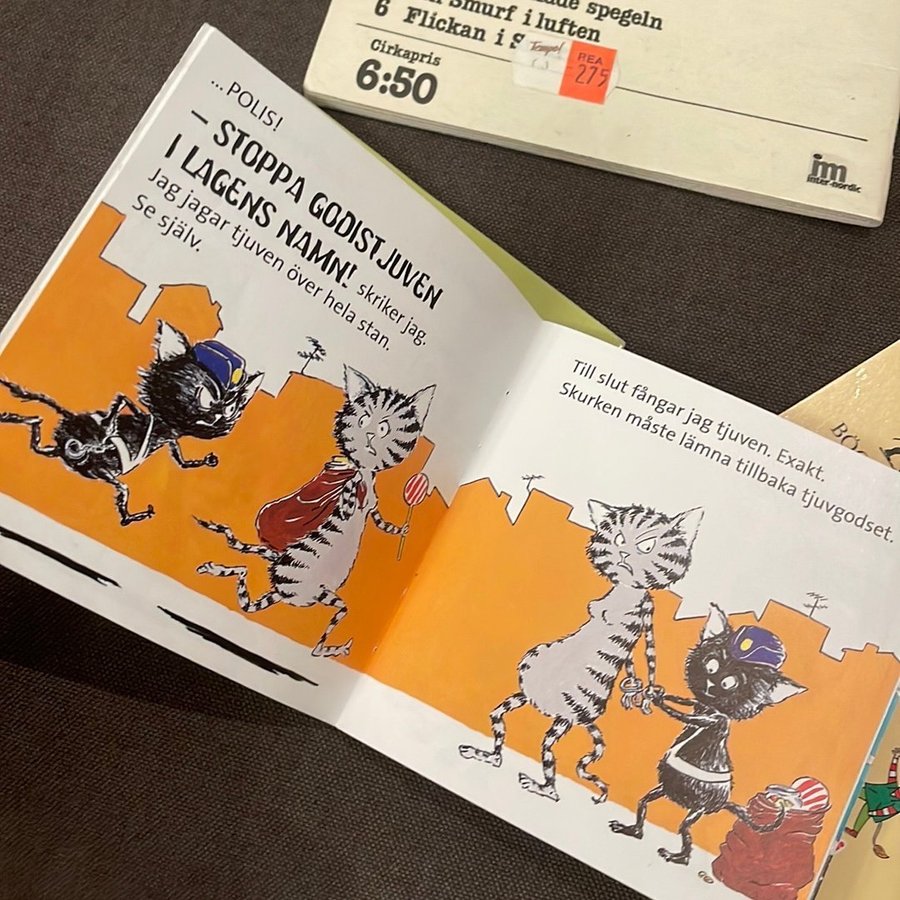 ...POLIS!
– STOPPA GODISTJUVEN
I LAGENS NAMN! skriker jag.
Jag jagar tjuven över hela stan.
Se själv.
Till slut fångar jag tjuven. Exakt.
Skurken måste lämna tillbaka tjuvgodset.
spegeln
Smurf i luften
6 Flickan i
Cirkapris
6:50
Tempo!
REA
275
im
inter-nordic